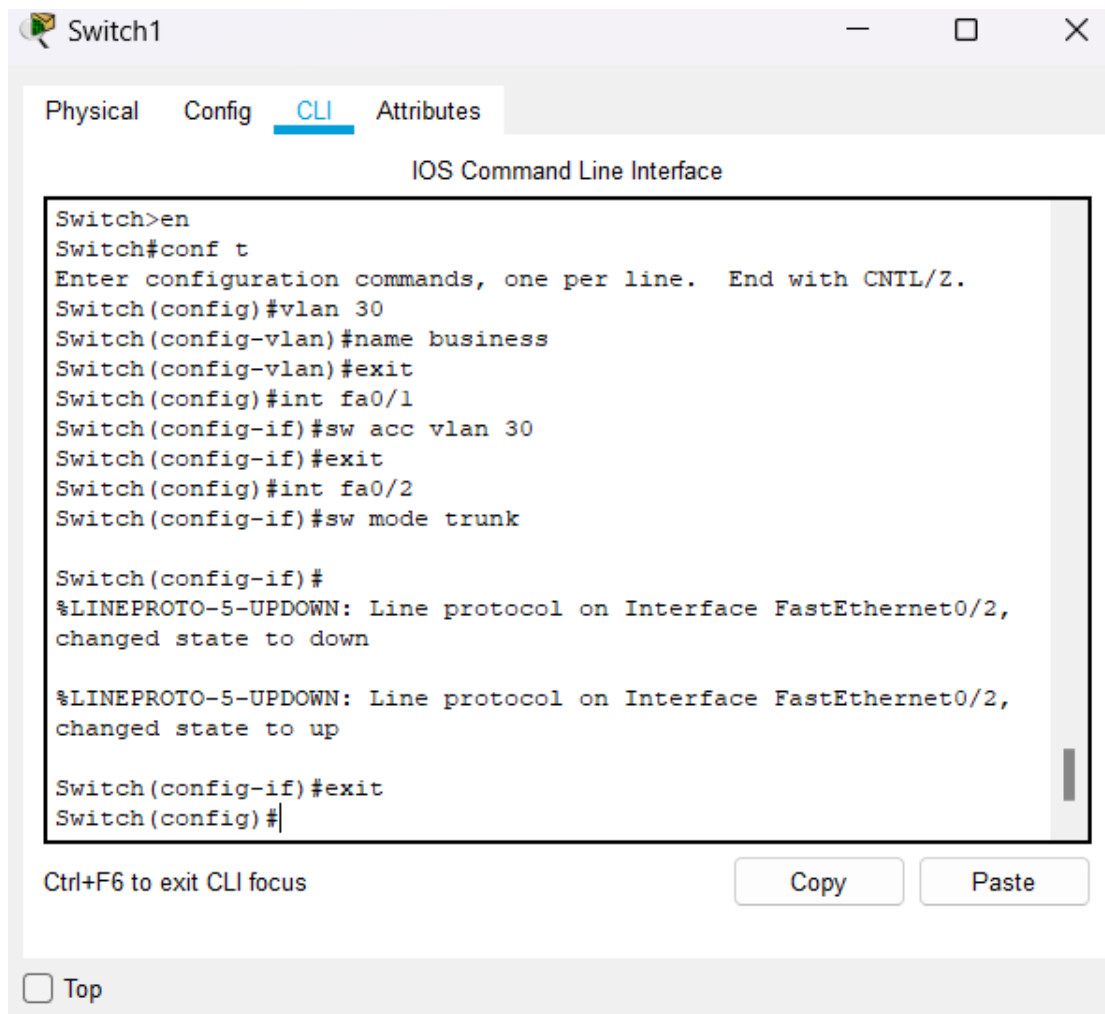 Switch1
Physical Config CLI Attributes
IOS Command Line Interface
Switch>en
Switch#conf t
Enter configuration commands, one per line.  End with CNTL/Z.
Switch(config)#vlan 30
Switch(config-vlan)#name business
Switch(config-vlan)#exit
Switch(config)#int fa0/1
Switch(config-if)#sw acc vlan 30
Switch(config-if)#exit
Switch(config)#int fa0/2
Switch(config-if)#sw mode trunk
Switch(config-if)#
%LINEPROTO-5-UPDOWN: Line protocol on Interface FastEthernet0/2,
changed state to down
%LINEPROTO-5-UPDOWN: Line protocol on Interface FastEthernet0/2,
changed state to up
Switch(config-if)#exit
Switch(config)#
Ctrl+F6 to exit CLI focus Copy Paste
Top